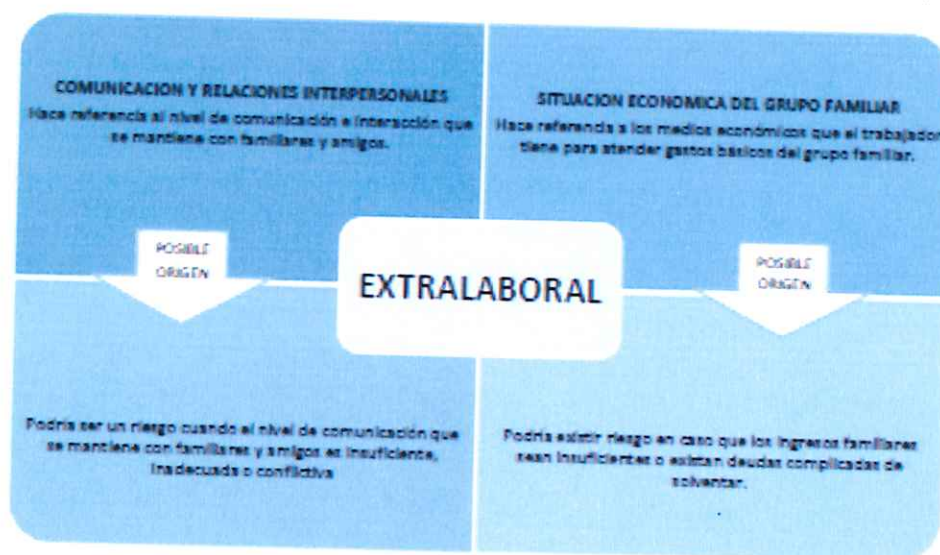 COMUNICACION Y RELACIONES INTERPERSONALES
Hace referencia al nivel de comunicación e interacción que
se mantiene con familiares y amigos.
SITUACION ECONOMICA DEL GRUPO FAMILIAR
Hace referencia a los medios económicos que el trabajador
tiene para atender gastos básicos del grupo familiar.
POSIBLE
ORIGEN
EXTRALABORAL
POSIBLE
ORIGEN
Podría ser un riesgo cuando el nivel de comunicación que
se mantiene con familiares y amigos es insuficiente,
inadecuada o conflictiva
Podría existir riesgo en caso que los ingresos familiares
sean insuficientes o existan deudas complicadas de
solventar.